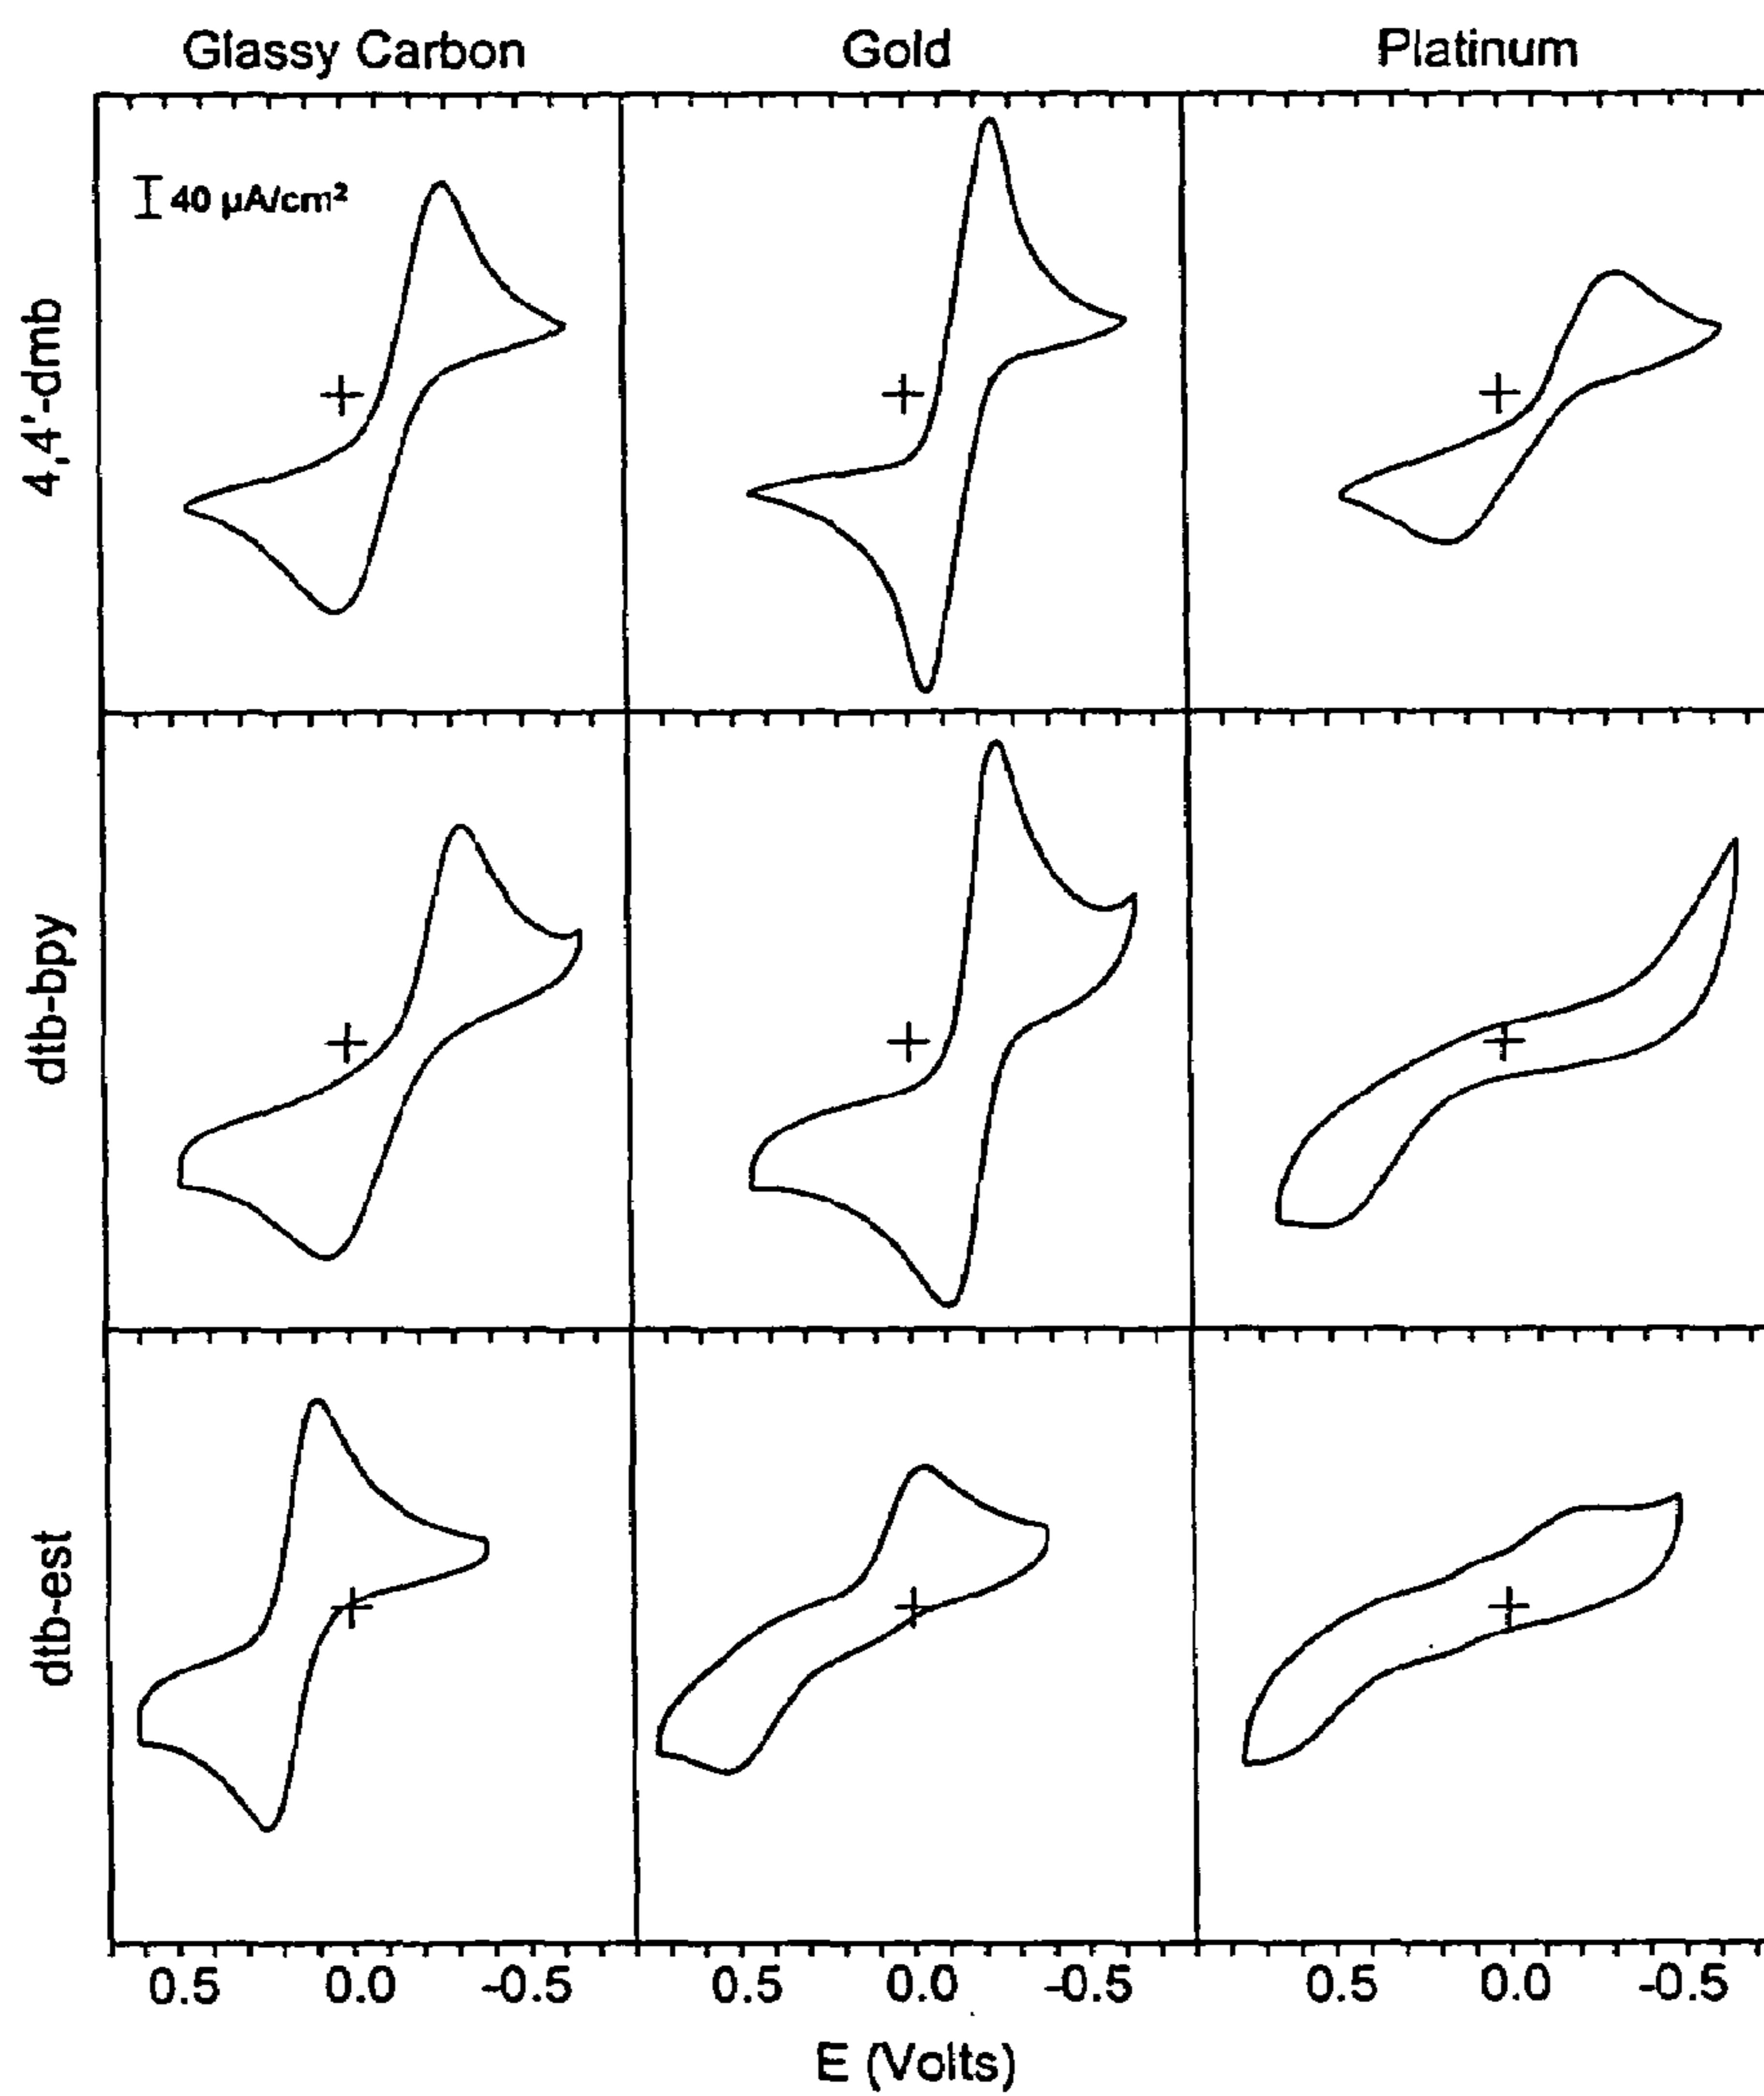 Glassy Carbon Gold Platinum
40 µA/cm²
4,4'-dmb
dtb-bpy
dtb-est
0.5 0.0 -0.5 0.5 0.0 -0.5 0.5 0.0 -0.5
E (Volts)